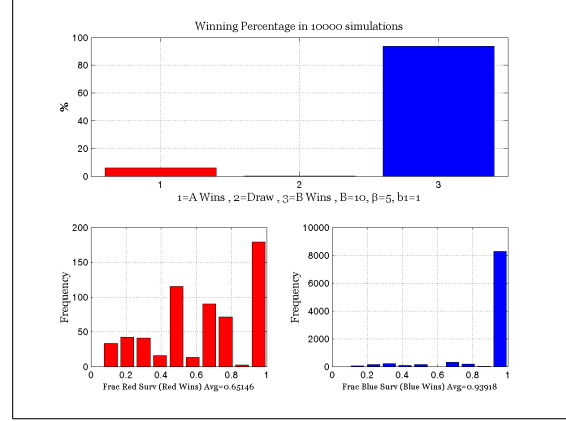 Winning Percentage in 10000 simulations
100
80
60
40
20
0
%
1 2 3
1=A Wins , 2=Draw , 3=B Wins , B=10, β=5, b1=1
200
150
100
50
0
Frequency
0 0.2 0.4 0.6 0.8 1
Frac Red Surv (Red Wins) Avg=0.65146
10000
8000
6000
4000
2000
0
Frequency
0 0.2 0.4 0.6 0.8 1
Frac Blue Surv (Blue Wins) Avg=0.93918